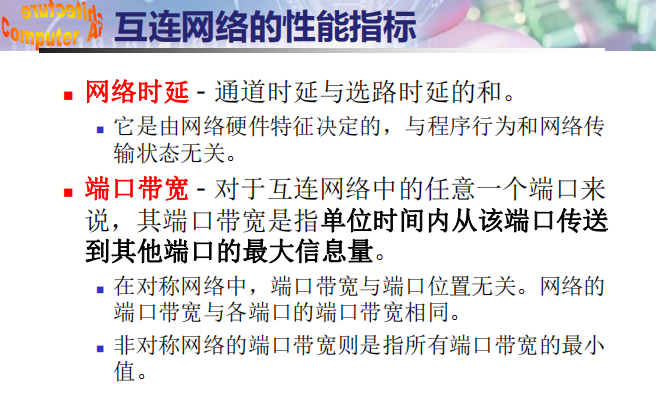 chitecture
Computer A
互连网络的性能指标
网络时延 - 通道时延与选路时延的和。
它是由网络硬件特征决定的，与程序行为和网络传
输状态无关。
端口带宽 - 对于互连网络中的任意一个端口来
说，其端口带宽是指单位时间内从该端口传送
到其他端口的最大信息量。
在对称网络中，端口带宽与端口位置无关。网络的
端口带宽与各端口的端口带宽相同。
非对称网络的端口带宽则是指所有端口带宽的最小
值。